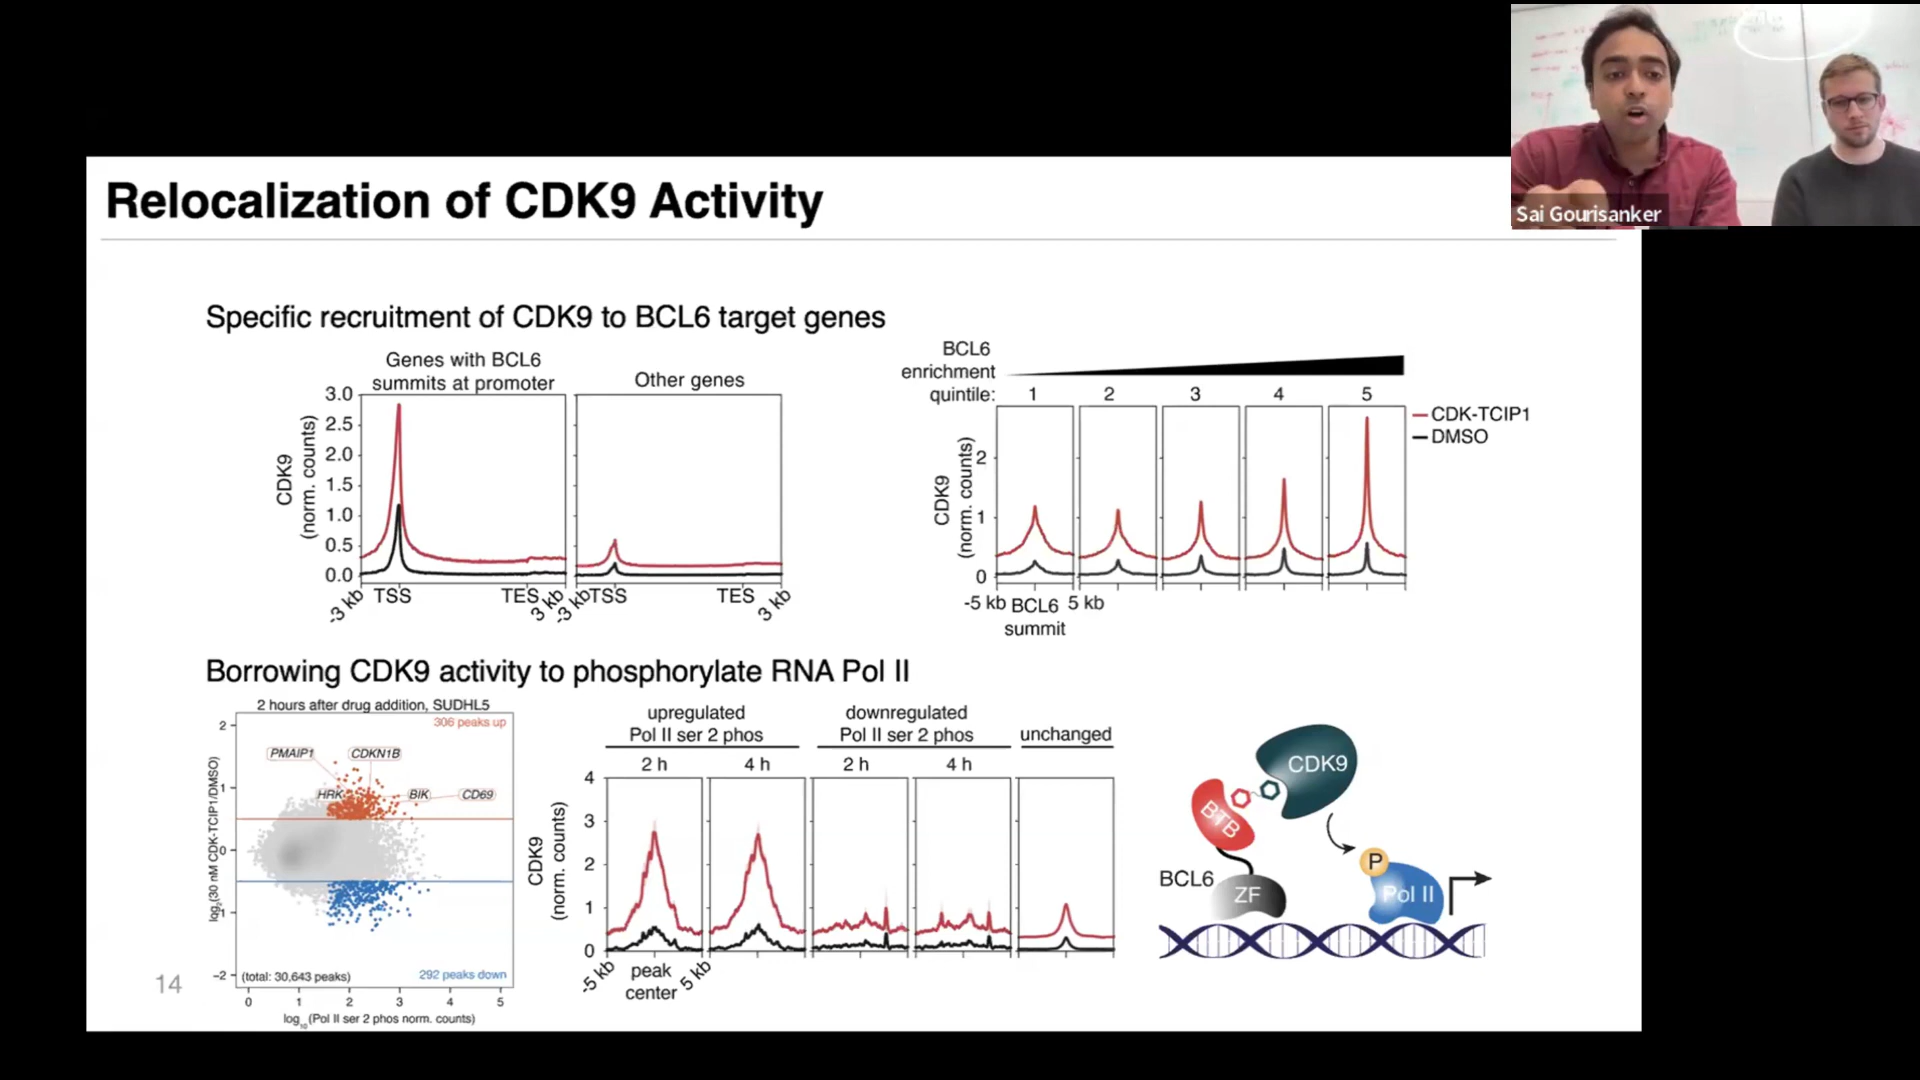 Sai Gourisanker
Relocalization of CDK9 Activity
Specific recruitment of CDK9 to BCL6 target genes
Genes with BCL6
summits at promoter
Other genes
CDK9
(norm. counts)
3.0
2.5
2.0
1.5
1.0
0.5
0.0
-3 kb
TSS
TES
3 kb
-3 kb
TSS
TES
3 kb
BCL6
enrichment
quintile:
1
2
3
4
5
CDK-TCIP1
DMSO
CDK9
(norm. counts)
2
1
0
-5 kb
BCL6
summit
5 kb
Borrowing CDK9 activity to phosphorylate RNA Pol II
2 hours after drug addition, SUDHL5
306 peaks up
PMAIP1
CDKN1B
HRK
BIK
CD69
log2(30 nM CDK-TCIP1/DMSO)
2
1
0
-1
-2
(total: 30,643 peaks)
292 peaks down
0
1
2
3
4
5
log10(Pol II ser 2 phos norm. counts)
upregulated
Pol II ser 2 phos
downregulated
Pol II ser 2 phos
unchanged
2 h
4 h
2 h
4 h
CDK9
(norm. counts)
4
3
2
1
0
-5 kb
peak
center
5 kb
CDK9
BTB
BCL6
ZF
P
Pol II
14